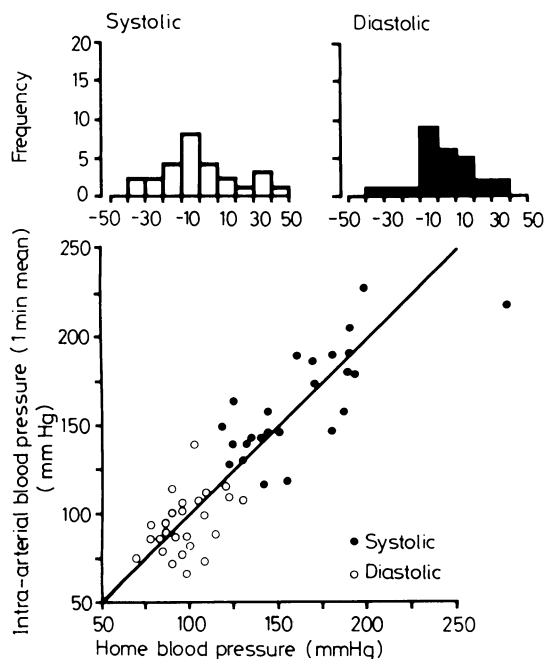 Systolic
Diastolic
Frequency
20
15
10
5
0
-50 -30 -10 10 30 50
-50 -30 -10 10 30 50
Intra-arterial blood pressure (1min mean)
(mm Hg)
250
200
150
100
50
Systolic
Diastolic
50 100 150 200 250
Home blood pressure (mmHg)